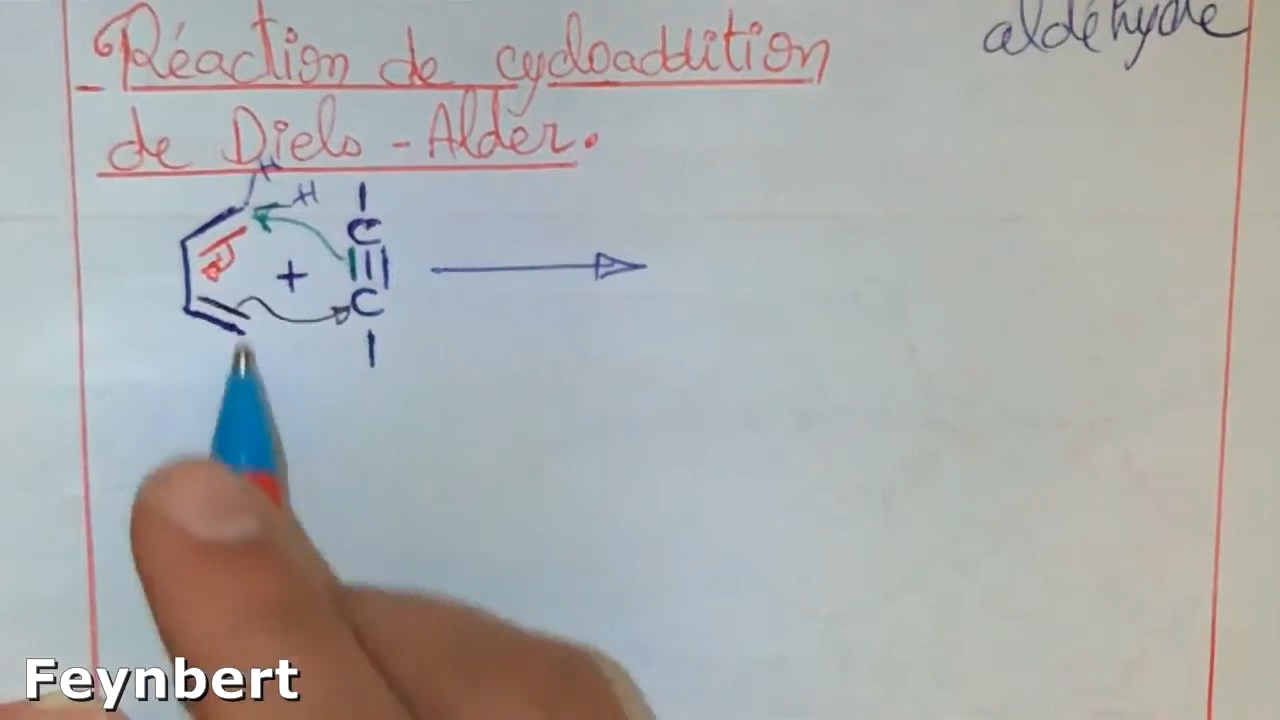 Réaction de cycloaddition
aldéhyde
de Diels - Alder.
H
H
C
+
C
Feynbert